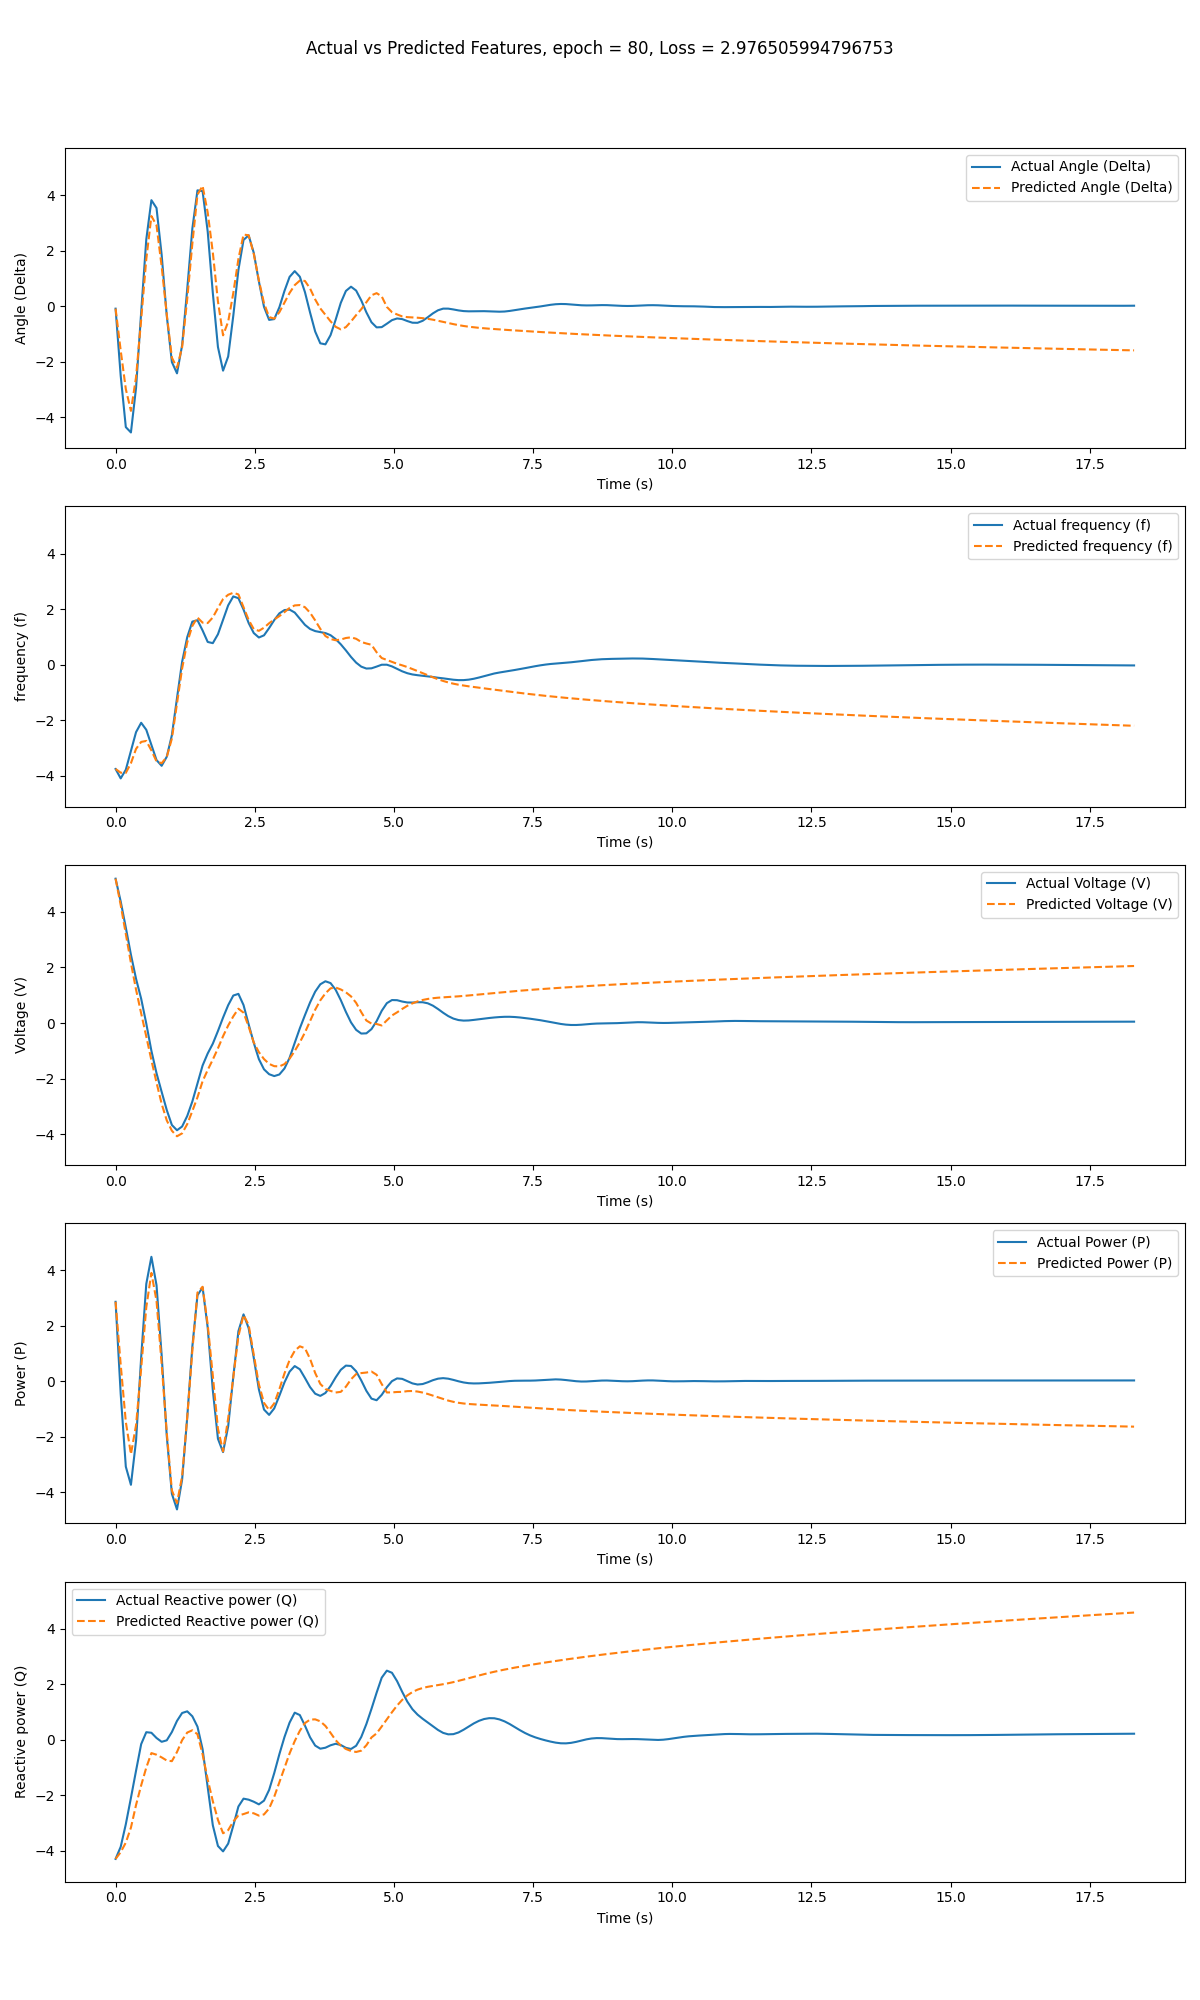 Actual vs Predicted Features, epoch = 80, Loss = 2.976505994796753
Actual Angle (Delta)
Predicted Angle (Delta)
Angle (Delta)
4
2
0
−2
−4
0.0 2.5 5.0 7.5 10.0 12.5 15.0 17.5
Time (s)
Actual frequency (f)
Predicted frequency (f)
frequency (f)
4
2
0
−2
−4
0.0 2.5 5.0 7.5 10.0 12.5 15.0 17.5
Time (s)
Actual Voltage (V)
Predicted Voltage (V)
Voltage (V)
4
2
0
−2
−4
0.0 2.5 5.0 7.5 10.0 12.5 15.0 17.5
Time (s)
Actual Power (P)
Predicted Power (P)
Power (P)
4
2
0
−2
−4
0.0 2.5 5.0 7.5 10.0 12.5 15.0 17.5
Time (s)
Actual Reactive power (Q)
Predicted Reactive power (Q)
Reactive power (Q)
4
2
0
−2
−4
0.0 2.5 5.0 7.5 10.0 12.5 15.0 17.5
Time (s)